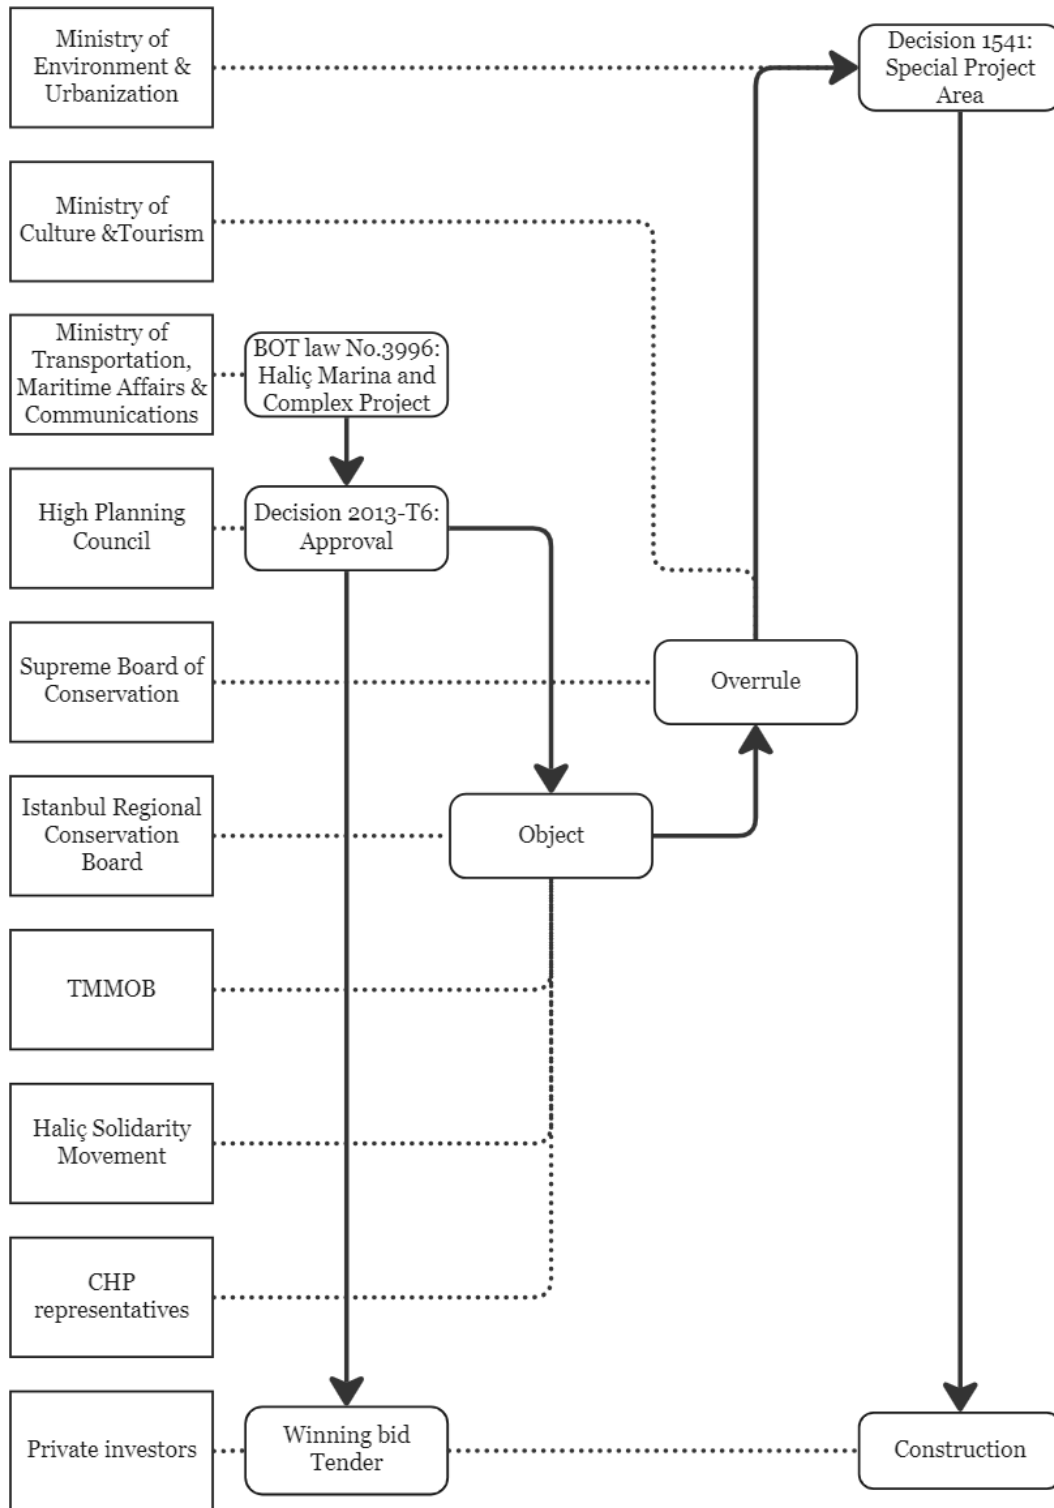 Ministry of
Environment &
Urbanization
Decision 1541:
Special Project
Area
Ministry of
Culture &Tourism
Ministry of
Transportation,
Maritime Affairs &
Communications
BOT law No.3996:
Haliç Marina and
Complex Project
High Planning
Council
Decision 2013-T6:
Approval
Supreme Board of
Conservation
Overrule
Istanbul Regional
Conservation
Board
Object
TMMOB
Haliç Solidarity
Movement
CHP
representatives
Private investors
Winning bid
Tender
Construction